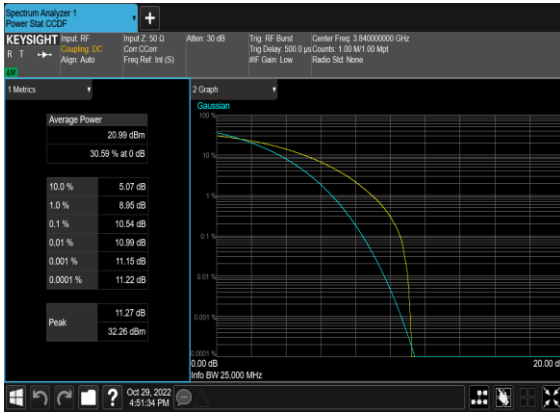 Spectrum Analyzer 1
Power Stat CCDF
KEYSIGHT
R T
LV
Input: RF
Coupling: DC
Align: Auto
Input Z: 50 Ω
Corr CCorr
Freq Ref: Int (S)
Atten: 30 dB
Trig: RF Burst
Trig Delay: 500.0 µs
#IF Gain: Low
Center Freq: 3.840000000 GHz
Counts: 1.00 M/1.00 Mpt
Radio Std: None
1 Metrics
Average Power
20.99 dBm
30.59 % at 0 dB
10.0 % 5.07 dB
1.0 % 8.95 dB
0.1 % 10.54 dB
0.01 % 10.99 dB
0.001 % 11.15 dB
0.0001 % 11.22 dB
Peak
11.27 dB
32.26 dBm
2 Graph
Gaussian
100 %
10 %
1 %
0.1 %
0.01 %
0.001 %
0.0001 %
0.00 dB
20.00 d
Info BW 25.000 MHz
?
Oct 29, 2022
4:51:34 PM